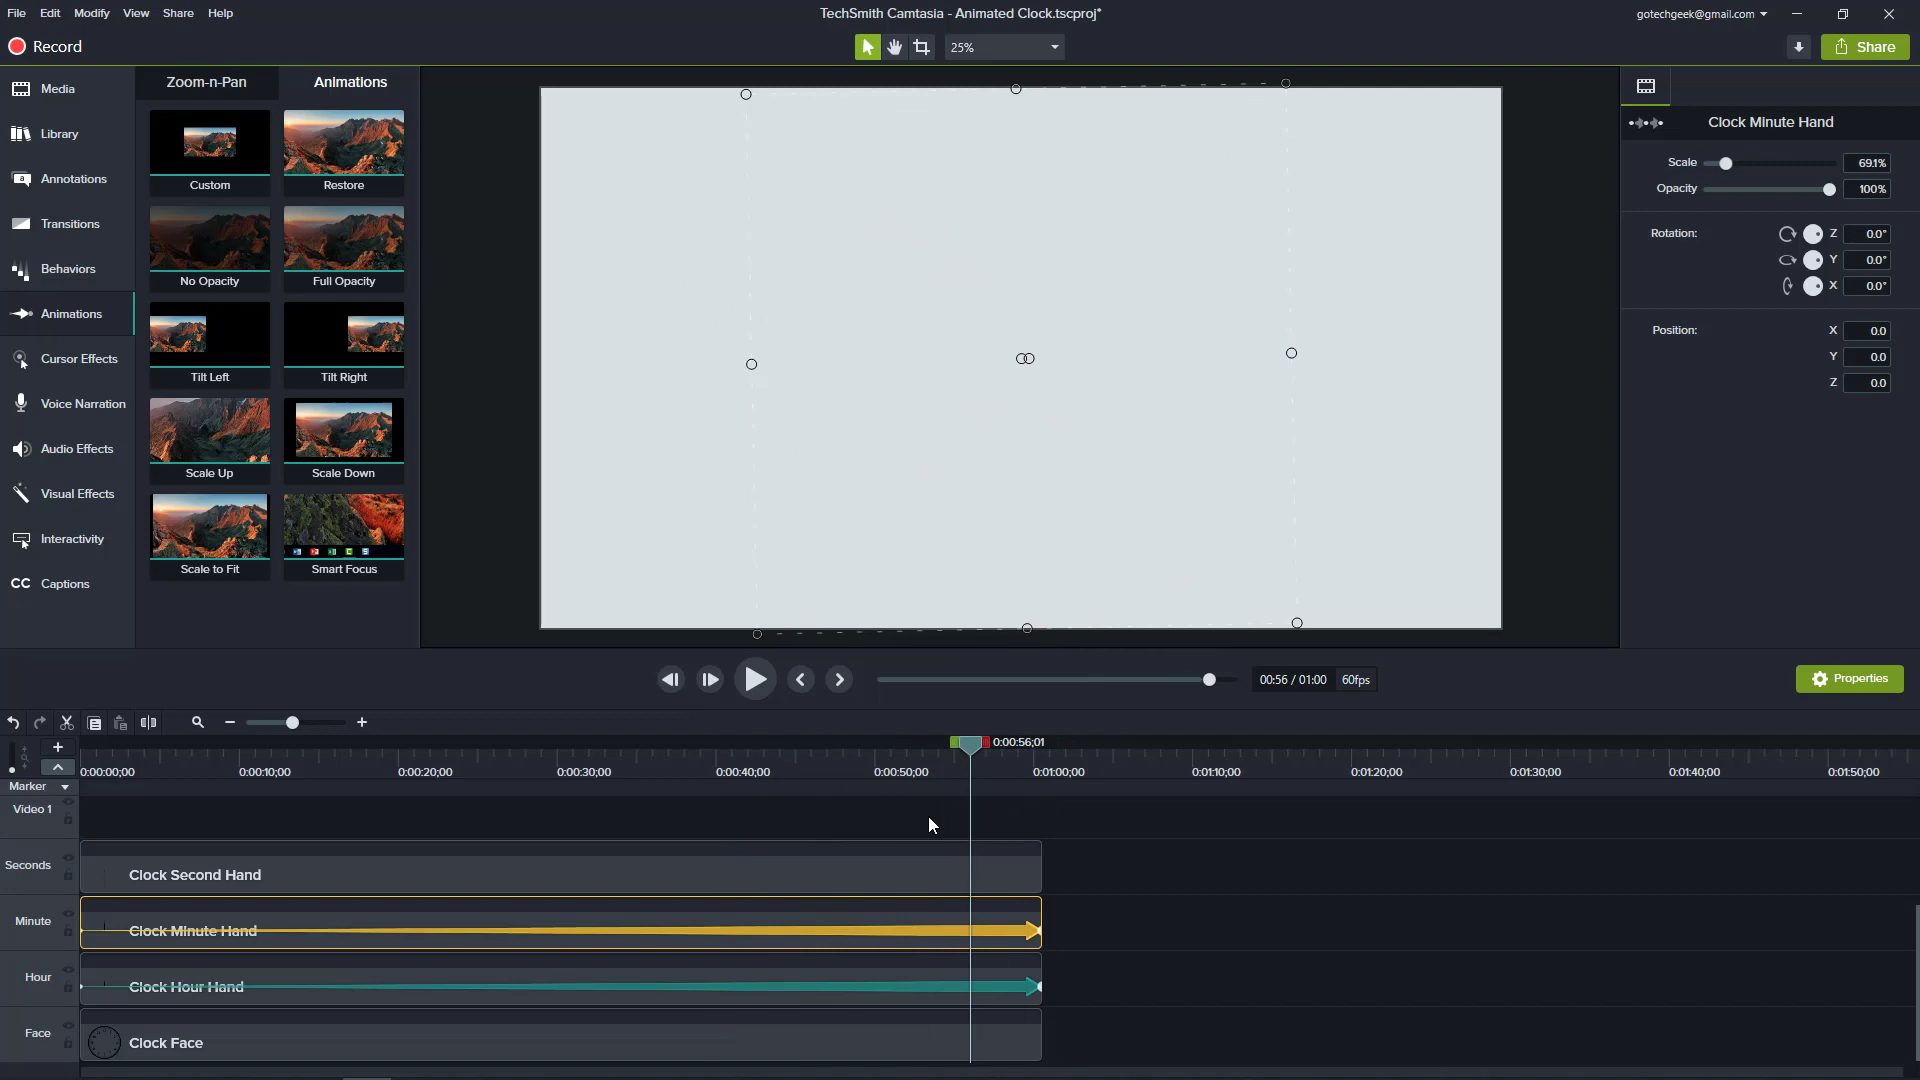 File Edit Modify View Share Help
TechSmith Camtasia - Animated Clock.tscproj*
gotechgeek@gmail.com
Record
25%
Share
Media
Library
Annotations
Transitions
Behaviors
Animations
Cursor Effects
Voice Narration
Audio Effects
Visual Effects
Interactivity
CC Captions
Zoom-n-Pan Animations
Custom Restore
No Opacity Full Opacity
Tilt Left Tilt Right
Scale Up Scale Down
Scale to Fit Smart Focus
Clock Minute Hand
Scale 69.1%
Opacity 100%
Rotation: Z 0.0°
Y 0.0°
X 0.0°
Position: X 0.0
Y 0.0
Z 0.0
00:56 / 01:00 60fps
Properties
0:00:56;01
0:00:00;00 0:00:10;00 0:00:20;00 0:00:30;00 0:00:40;00 0:00:50;00 0:01:00;00 0:01:10;00 0:01:20;00 0:01:30;00 0:01:40;00 0:01:50;00
Marker
Video 1
Seconds Clock Second Hand
Minute Clock Minute Hand
Hour Clock Hour Hand
Face Clock Face